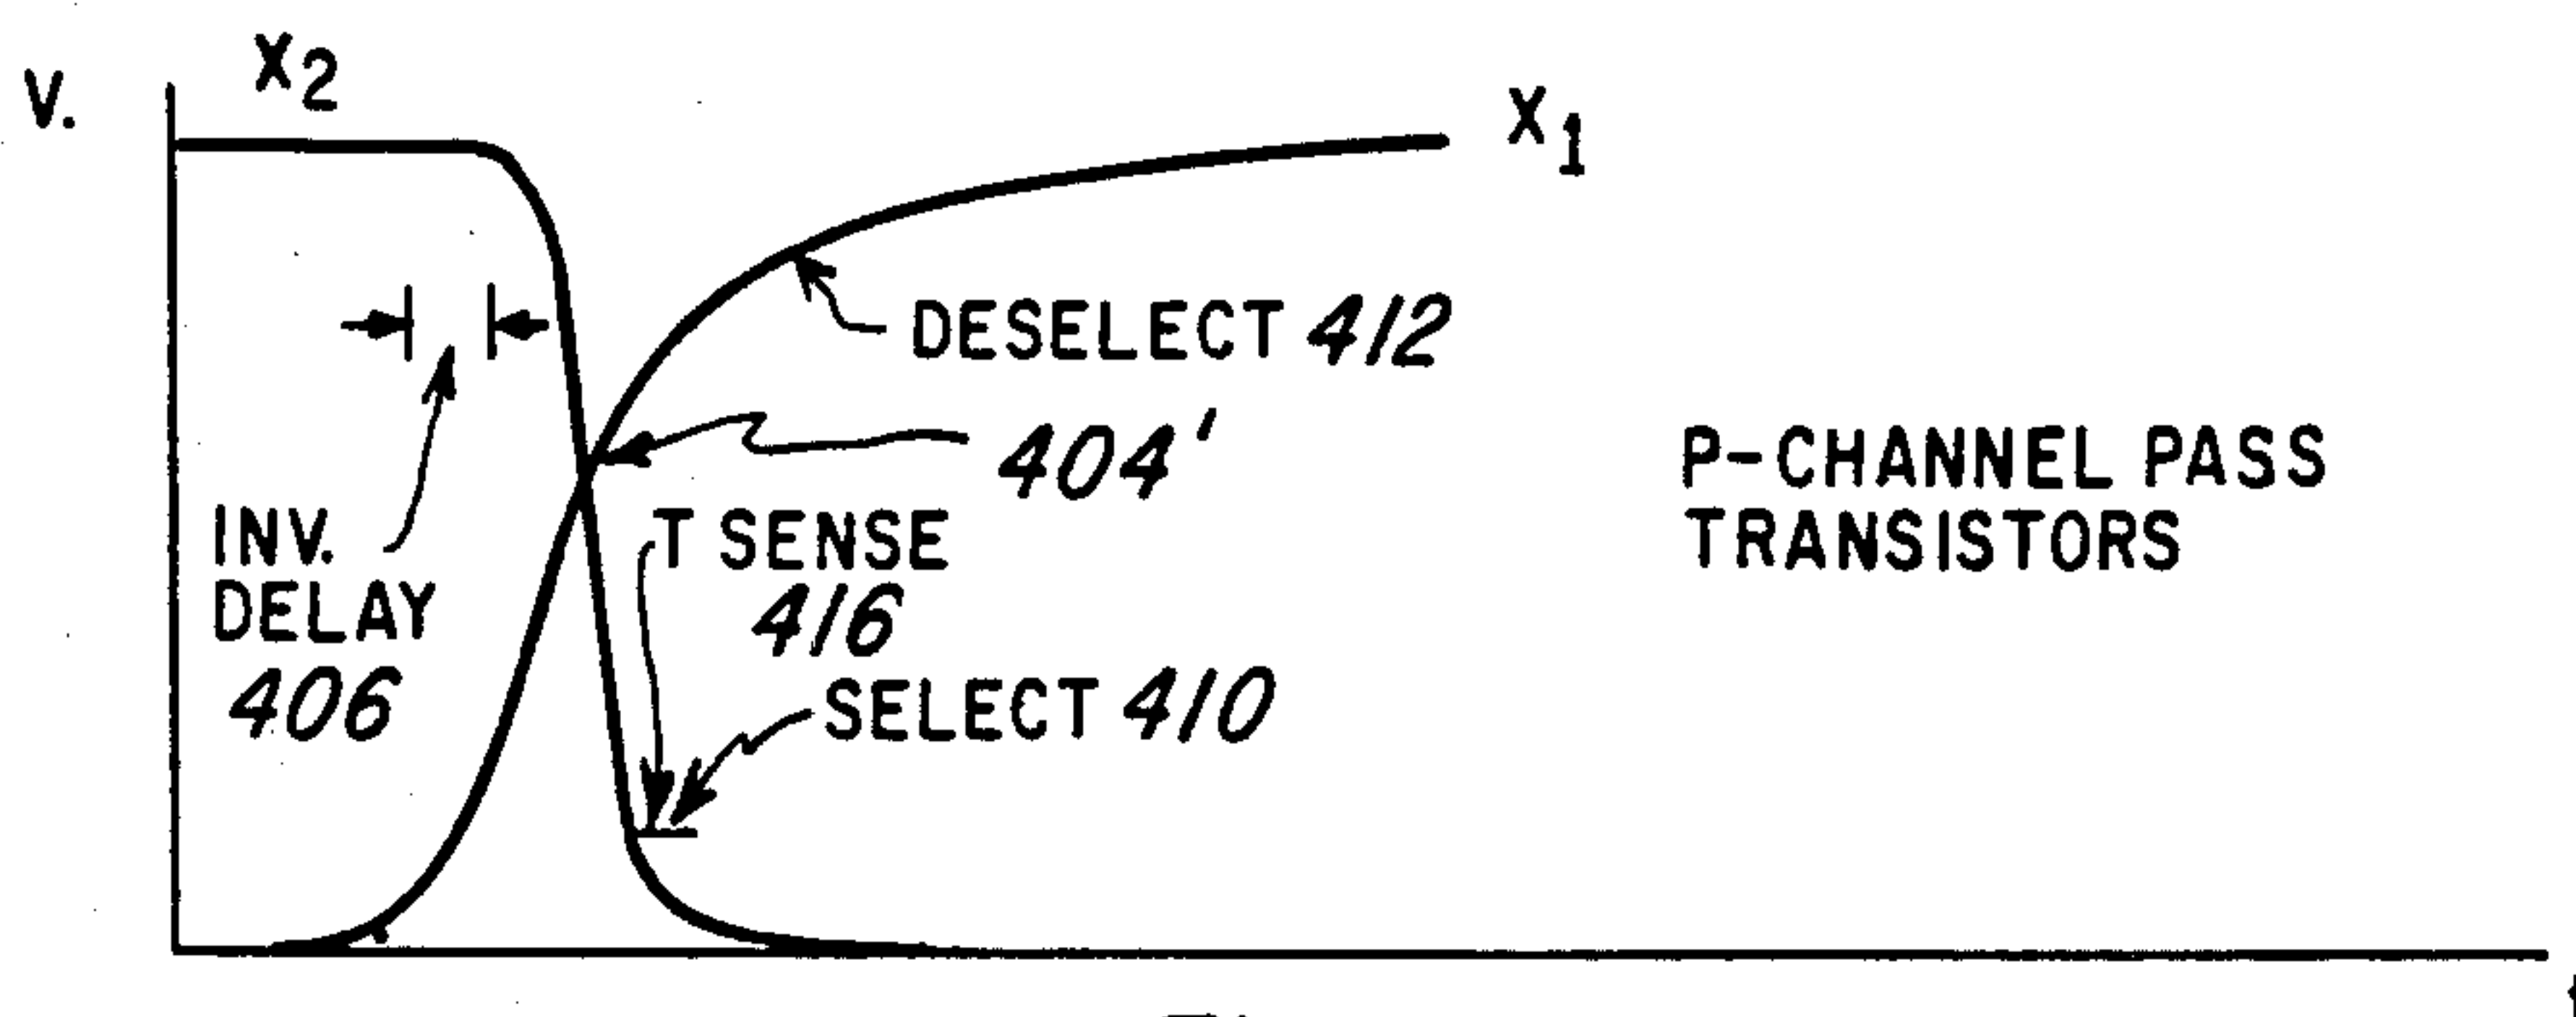 V.
X2
X1
DESELECT 412
404'
INV.
DELAY
406
T SENSE
416
SELECT 410
P-CHANNEL PASS
TRANSISTORS